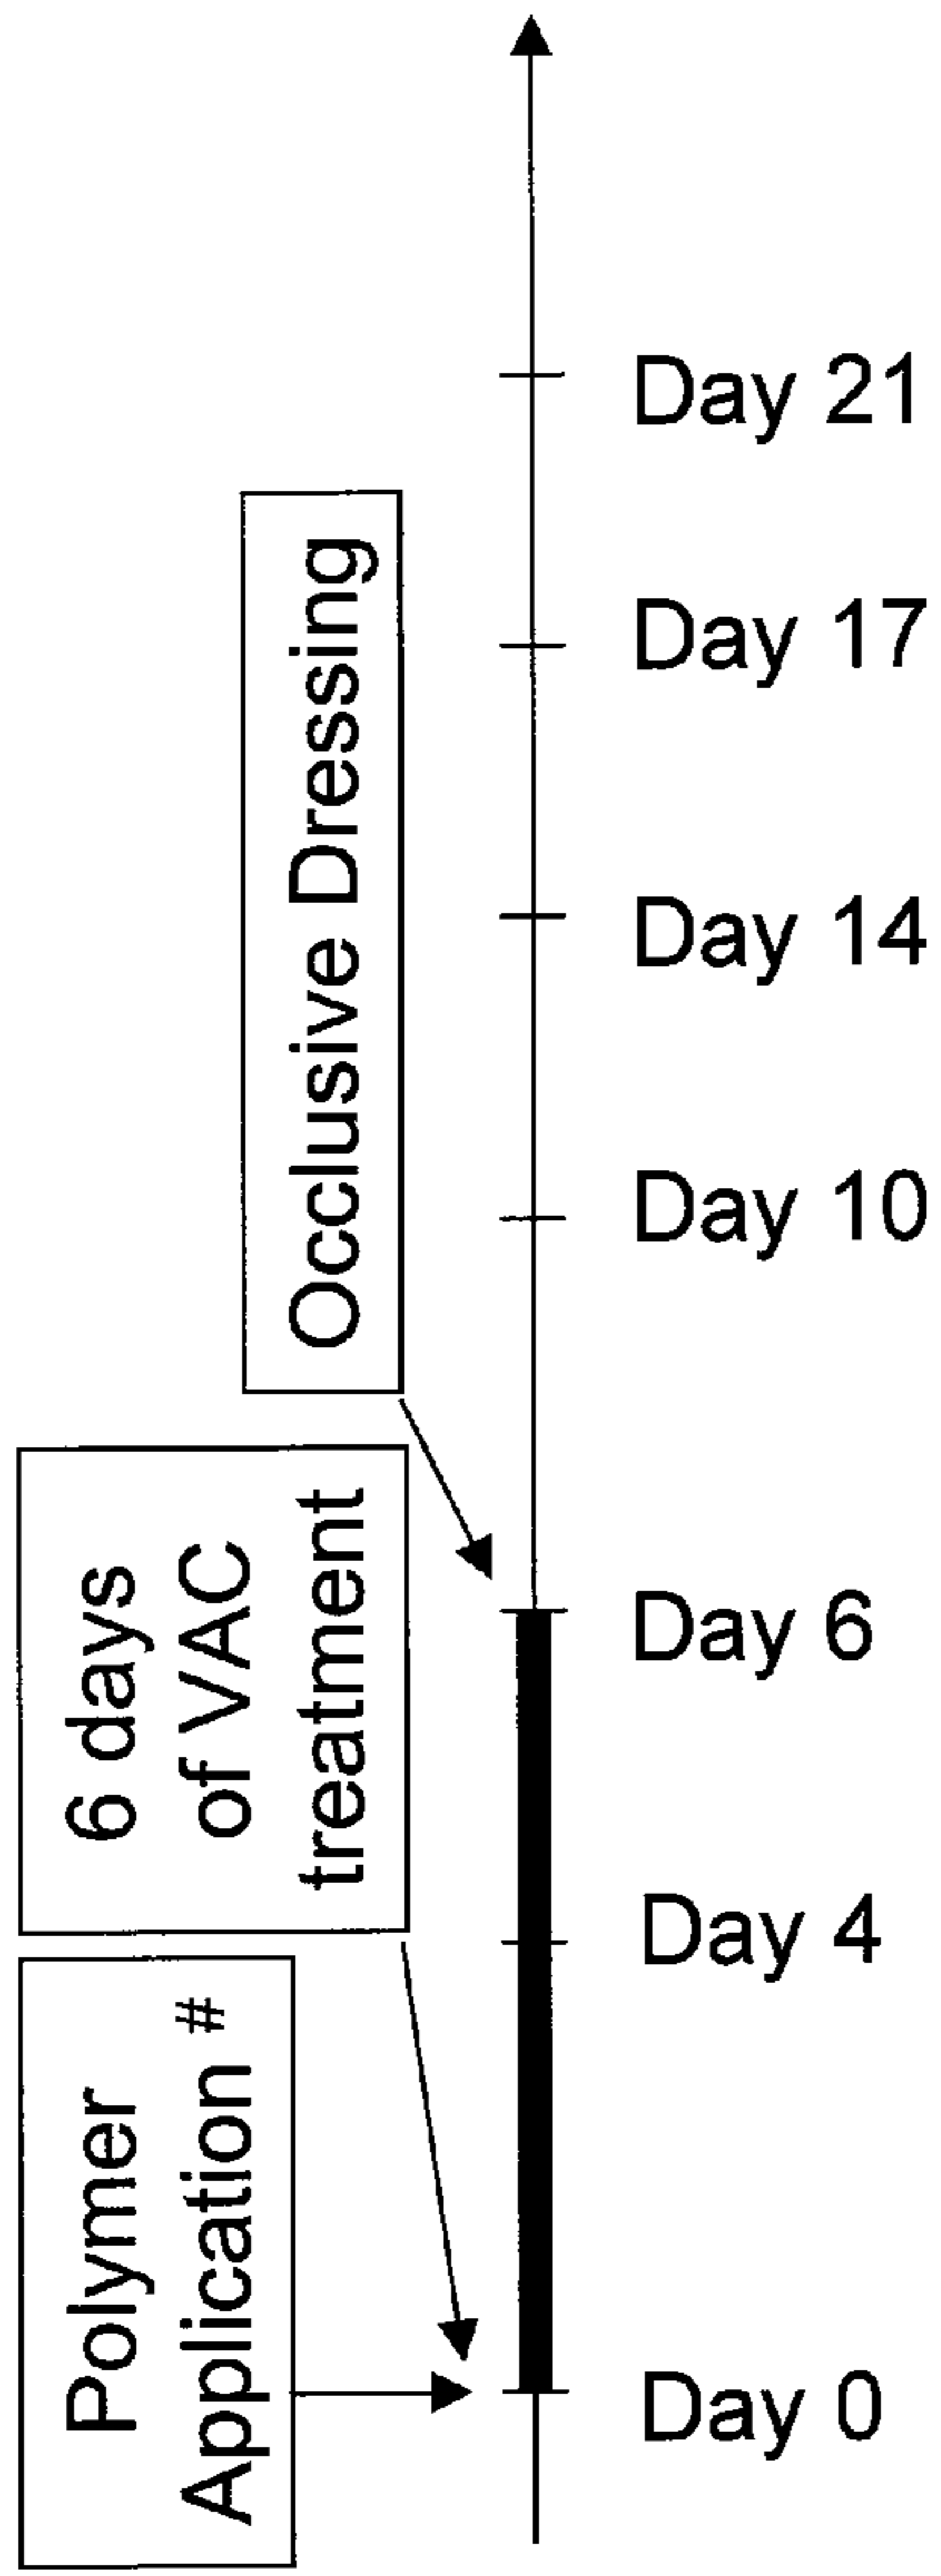 Polymer
Application #
6 days
of VAC
treatment
Occlusive Dressing
Day 0
Day 4
Day 6
Day 10
Day 14
Day 17
Day 21